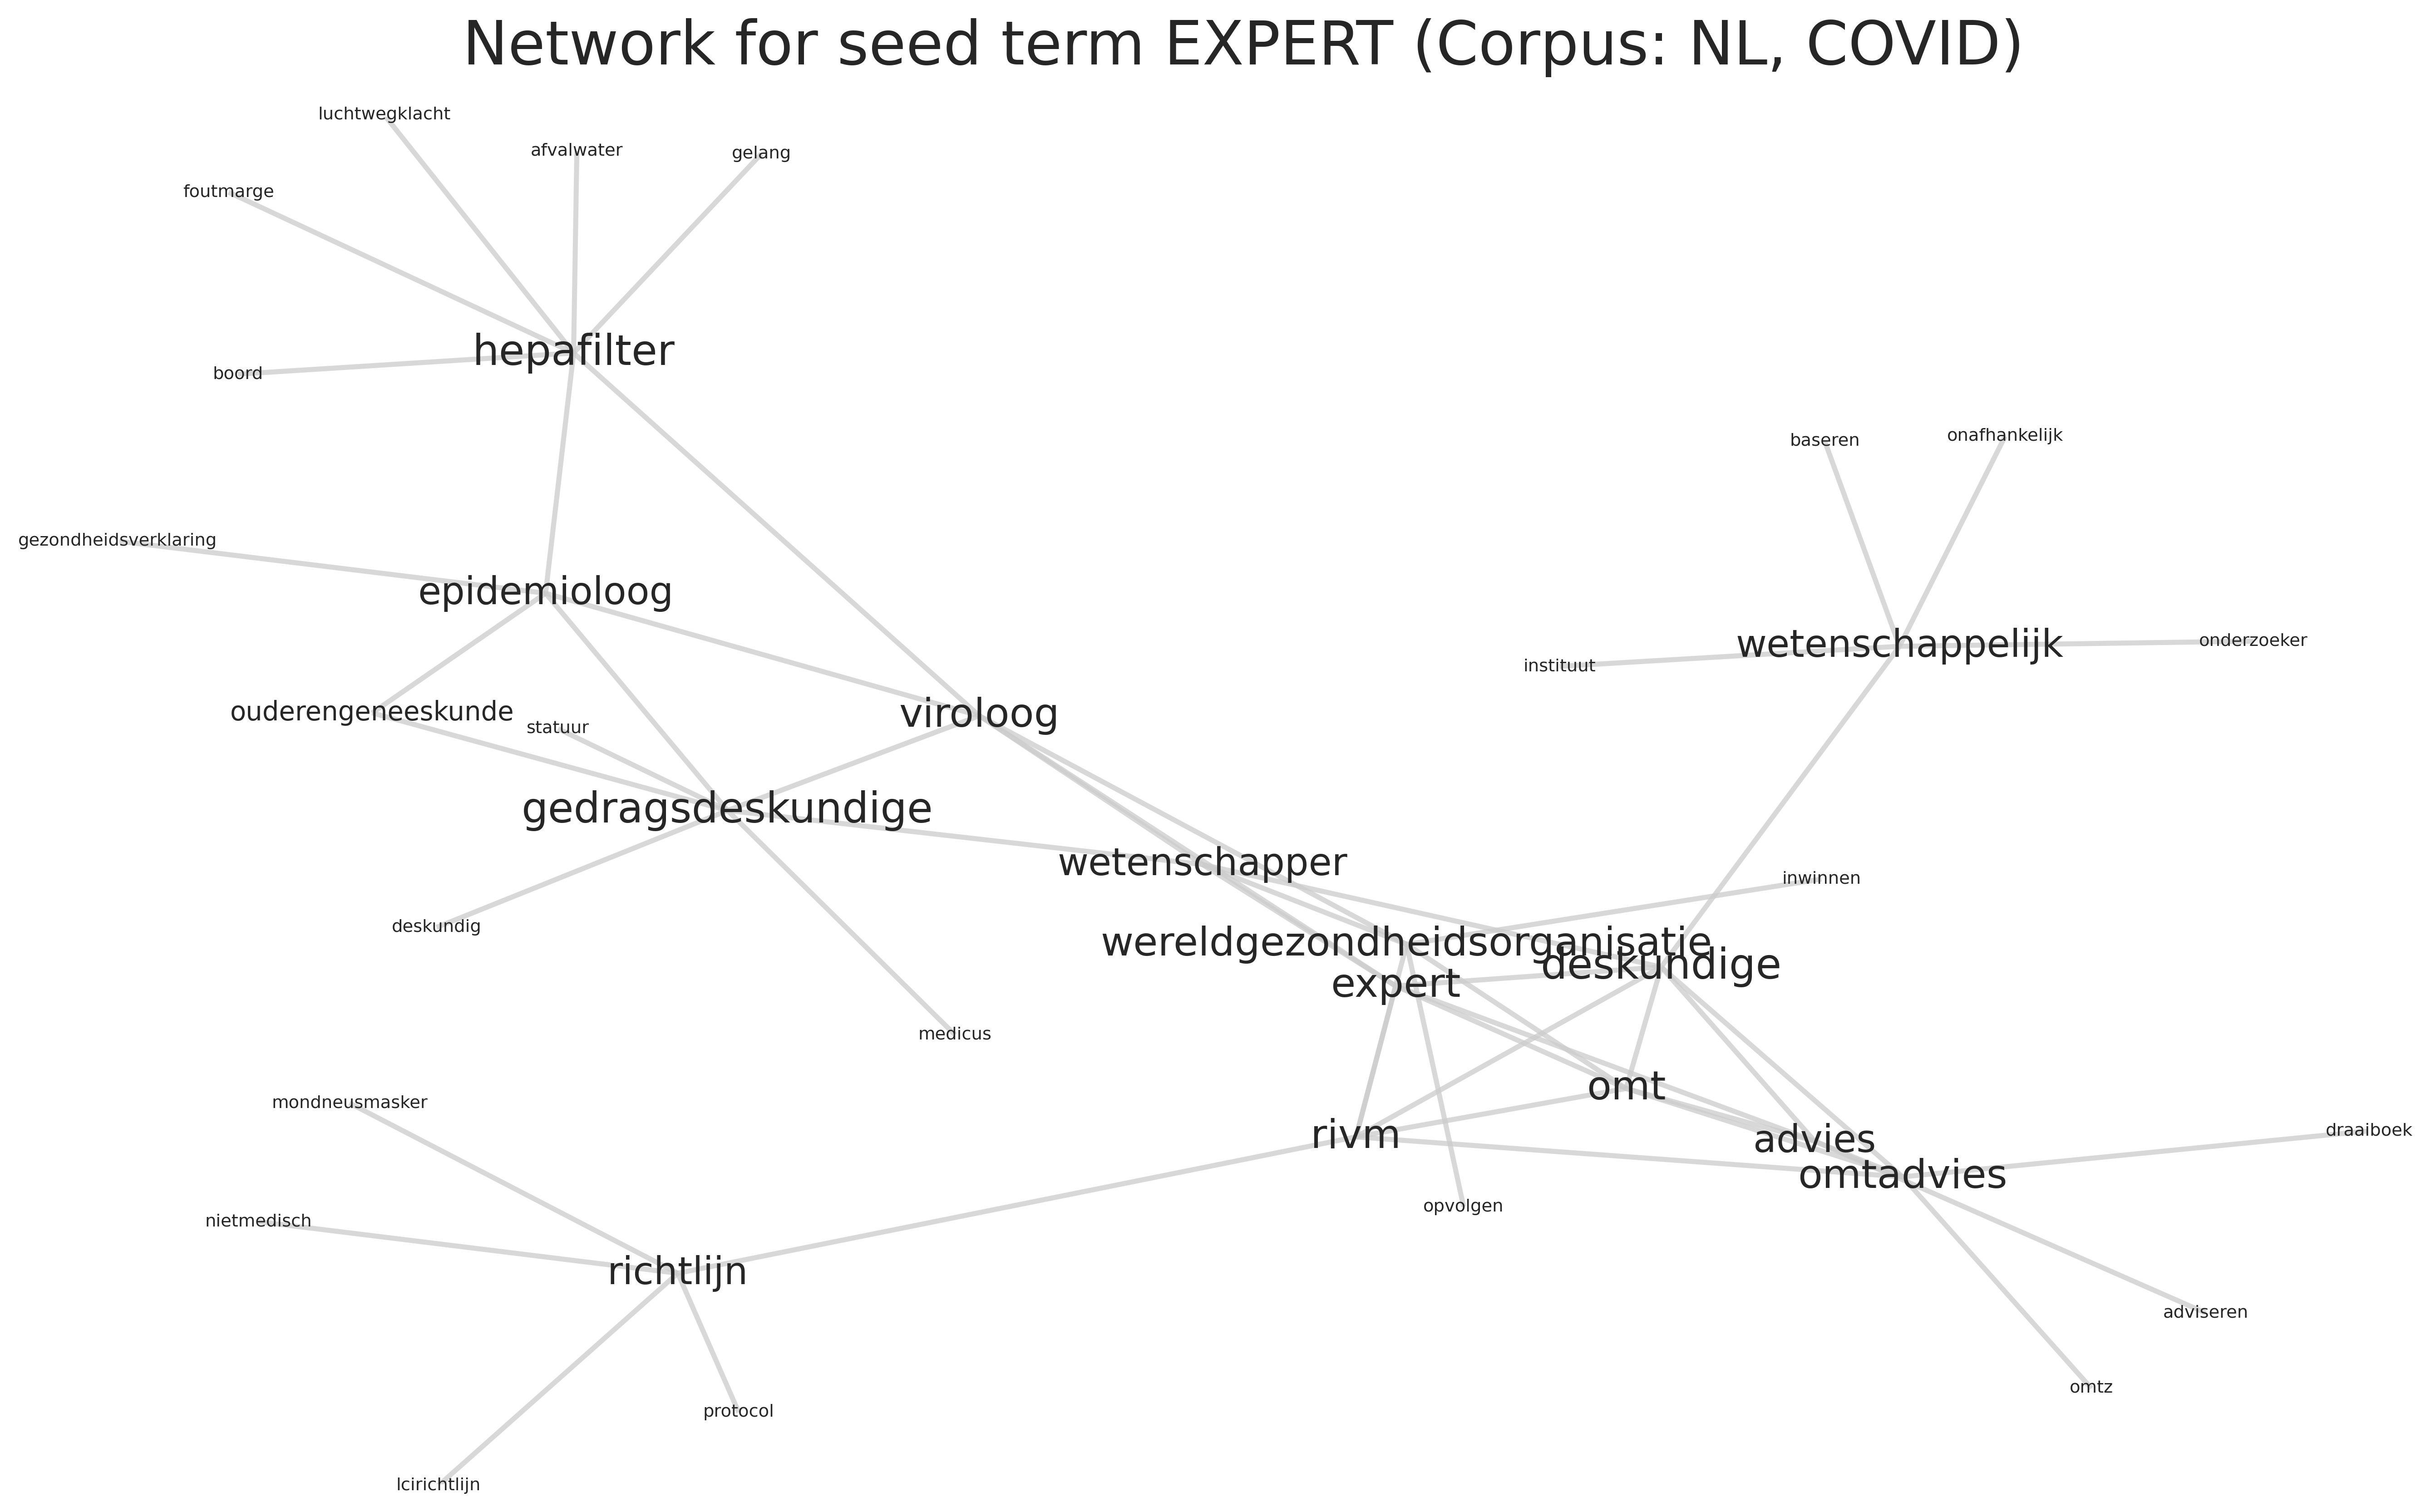 Network for seed term EXPERT (Corpus: NL, COVID)
luchtwegklacht
afvalwater
gelang
foutmarge
hepafilter
boord
baseren
onafhankelijk
gezondheidsverklaring
epidemioloog
wetenschappelijk
onderzoeker
instituut
ouderengeneeskunde
statuur
viroloog
gedragsdeskundige
wetenschapper
inwinnen
deskundig
wereldgezondheidsorganisatie
deskundige
expert
medicus
omt
mondneusmasker
rivm
advies
draaiboek
omtadvies
opvolgen
nietmedisch
richtlijn
adviseren
omtz
protocol
lcirichtlijn